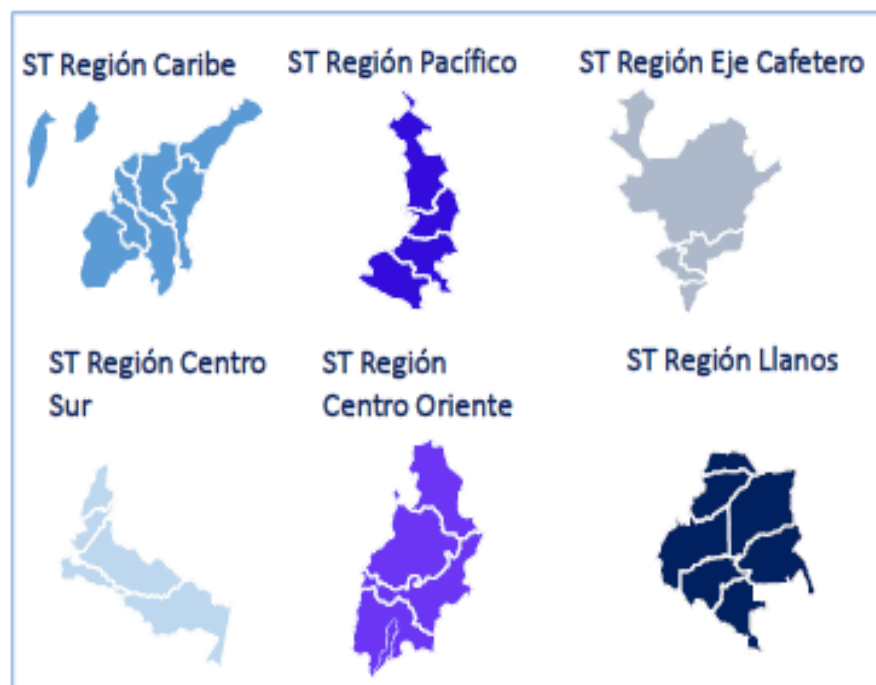 ST Región Caribe
ST Región Pacífico
ST Región Eje Cafetero
ST Región Centro
Sur
ST Región
Centro Oriente
ST Región Llanos